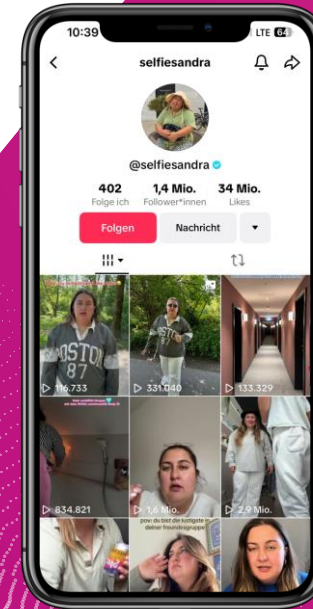 10:39
LTE 64
selfiesandra
@selfiesandra
402 1,4 Mio. 34 Mio.
Folge ich Follower*innen Likes
Folgen Nachricht
BOSTON
87
116.733
OSTO
87
331.040
133.329
834.821
1,6 Mio.
2,9 Mio.
pov: du bist die lustigste in
deiner freundesgruppe